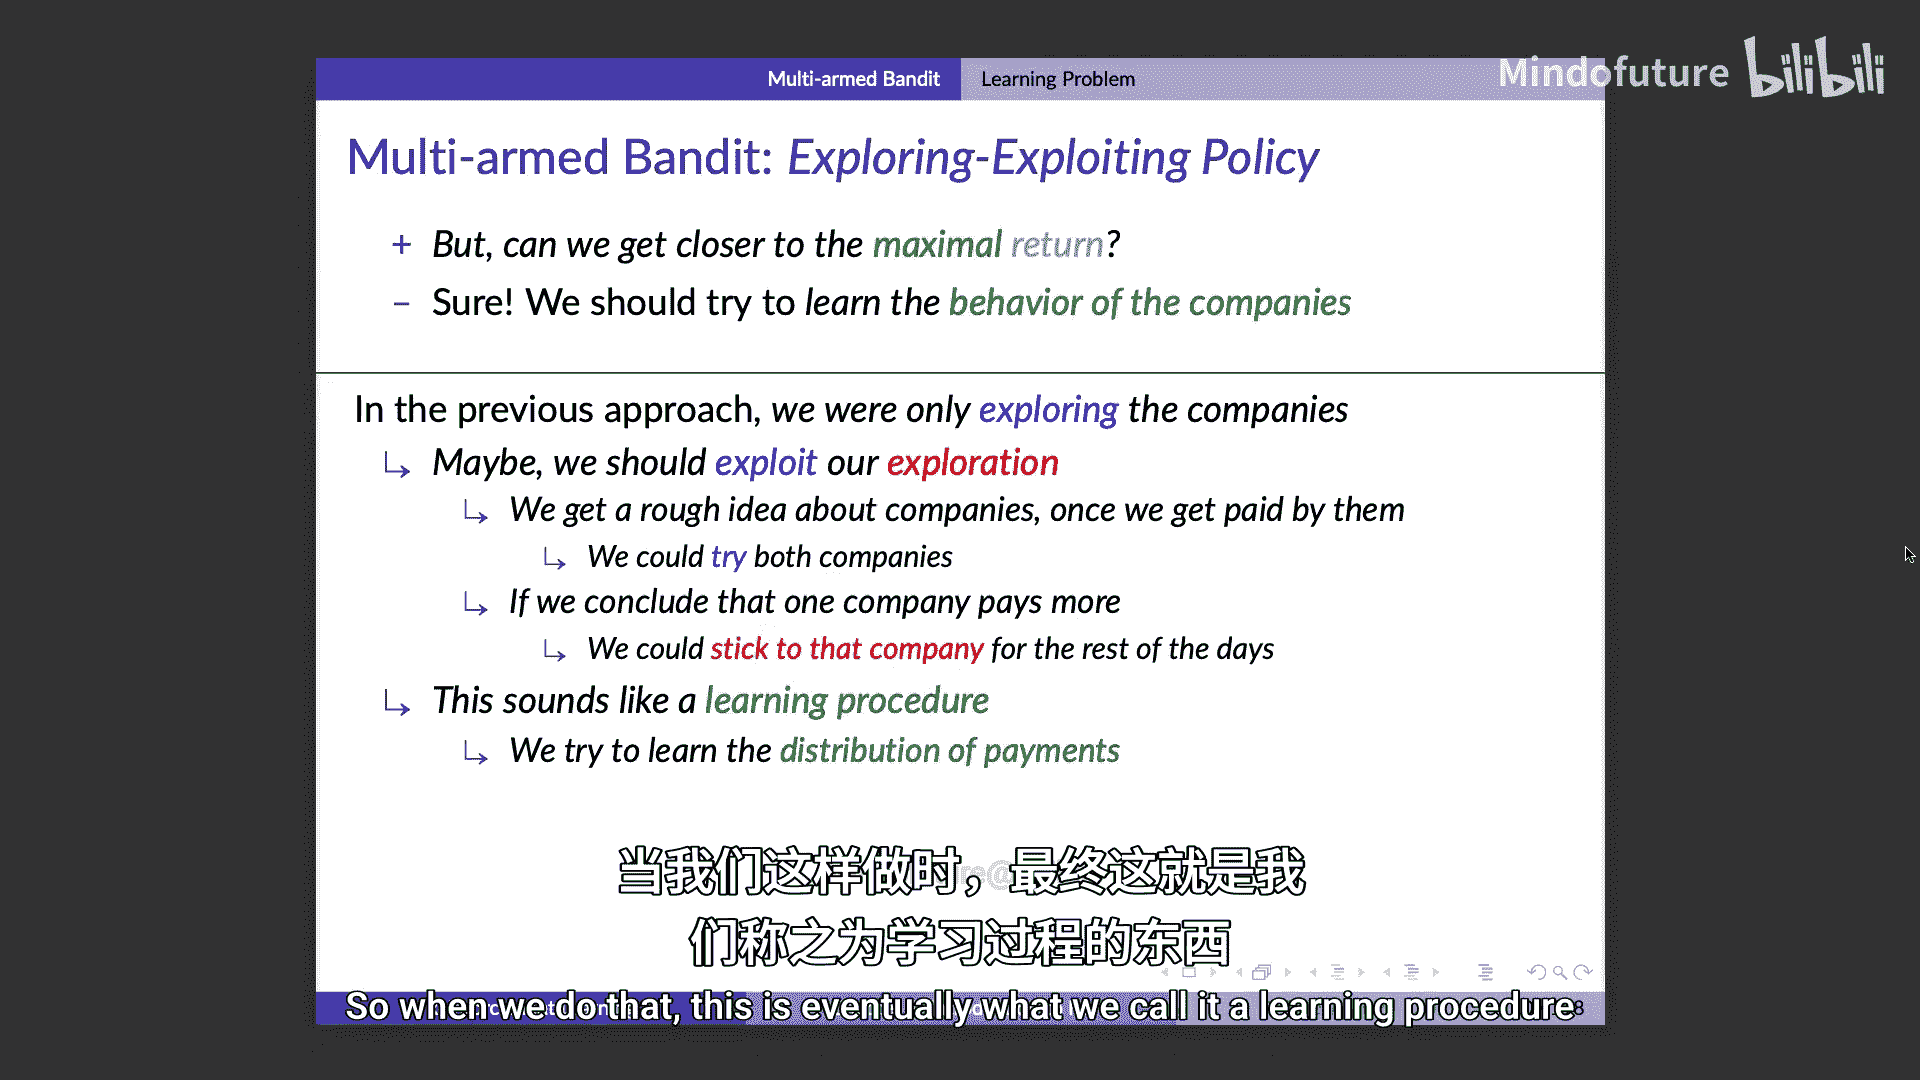 Multi-armed Bandit Learning Problem
Mindofuture bilibili
Multi-armed Bandit: Exploring-Exploiting Policy
+ But, can we get closer to the maximal return?
– Sure! We should try to learn the behavior of the companies
In the previous approach, we were only exploring the companies
↳ Maybe, we should exploit our exploration
↳ We get a rough idea about companies, once we get paid by them
↳ We could try both companies
↳ If we conclude that one company pays more
↳ We could stick to that company for the rest of the days
↳ This sounds like a learning procedure
↳ We try to learn the distribution of payments
当我们这样做时，最终这就是我
们称之为学习过程的东西
So when we do that, this is eventually what we call it a learning procedure: